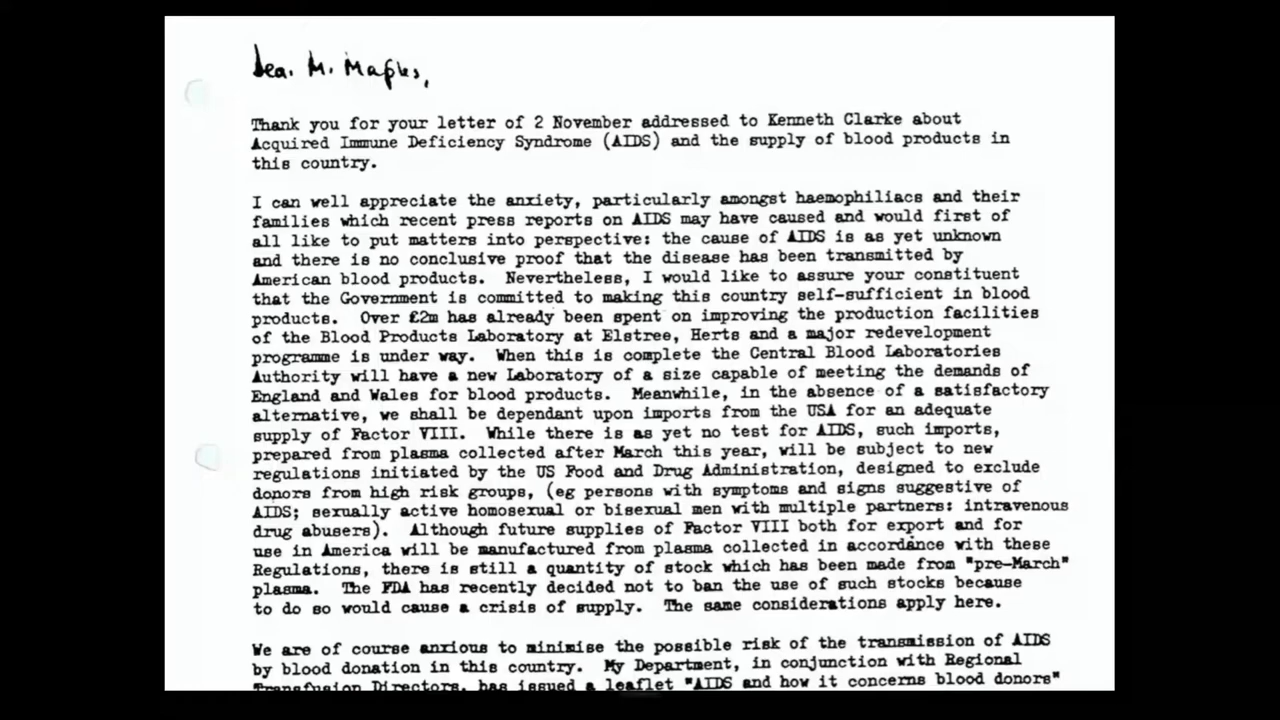 Dear M. Maples,
Thank you for your letter of 2 November addressed to Kenneth Clarke about
Acquired Immune Deficiency Syndrome (AIDS) and the supply of blood products in
this country.
I can well appreciate the anxiety, particularly amongst haemophiliacs and their
families which recent press reports on AIDS may have caused and would first of
all like to put matters into perspective: the cause of AIDS is as yet unknown
and there is no conclusive proof that the disease has been transmitted by
American blood products. Nevertheless, I would like to assure your constituent
that the Government is committed to making this country self-sufficient in blood
products. Over £2m has already been spent on improving the production facilities
of the Blood Products Laboratory at Elstree, Herts and a major redevelopment
programme is under way. When this is complete the Central Blood Laboratories
Authority will have a new Laboratory of a size capable of meeting the demands of
England and Wales for blood products. Meanwhile, in the absence of a satisfactory
alternative, we shall be dependant upon imports from the USA for an adequate
supply of Factor VIII. While there is as yet no test for AIDS, such imports,
prepared from plasma collected after March this year, will be subject to new
regulations initiated by the US Food and Drug Administration, designed to exclude
donors from high risk groups, (eg persons with symptoms and signs suggestive of
AIDS; sexually active homosexual or bisexual men with multiple partners: intravenous
drug abusers). Although future supplies of Factor VIII both for export and for
use in America will be manufactured from plasma collected in accordance with these
Regulations, there is still a quantity of stock which has been made from "pre-March"
plasma. The FDA has recently decided not to ban the use of such stocks because
to do so would cause a crisis of supply. The same considerations apply here.
We are of course anxious to minimise the possible risk of the transmission of AIDS
by blood donation in this country. My Department, in conjunction with Regional
Transfusion Directors, has issued a leaflet "AIDS and how it concerns blood donors"